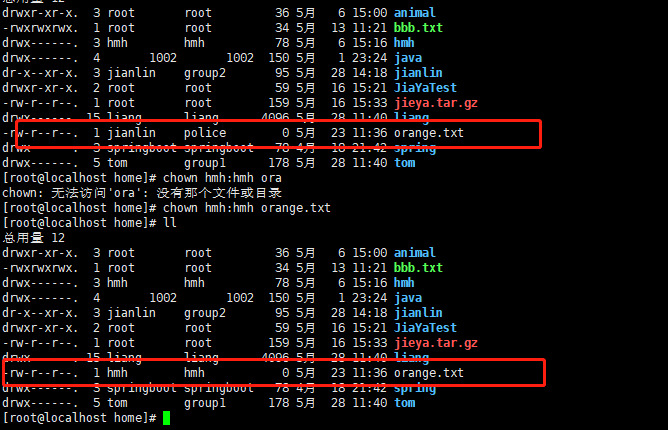 总用量 12
drwxr-xr-x. 3 root root 36 5月 6 15:00 animal
-rwxrwxrwx. 1 root root 34 5月 13 11:21 bbb.txt
drwx------. 3 hmh hmh 78 5月 6 15:16 hmh
drwx------. 4 1002 1002 150 5月 1 23:24 java
dr-x--xr-x. 3 jianlin group2 95 5月 28 14:18 jianlin
drwxr-xr-x. 2 root root 59 5月 16 15:21 JiaYaTest
-rw-r--r--. 1 root root 159 5月 16 15:33 jieya.tar.gz
drwx------. 15 liang liang 4096 5月 28 11:40 liang
-rw-r--r--. 1 jianlin police 0 5月 23 11:36 orange.txt
drwx------. 3 springboot springboot 78 4月 18 21:42 spring
drwx------. 5 tom group1 178 5月 28 11:40 tom
[root@localhost home]# chown hmh:hmh ora
chown: 无法访问'ora': 没有那个文件或目录
[root@localhost home]# chown hmh:hmh orange.txt
[root@localhost home]# ll
总用量 12
drwxr-xr-x. 3 root root 36 5月 6 15:00 animal
-rwxrwxrwx. 1 root root 34 5月 13 11:21 bbb.txt
drwx------. 3 hmh hmh 78 5月 6 15:16 hmh
drwx------. 4 1002 1002 150 5月 1 23:24 java
dr-x--xr-x. 3 jianlin group2 95 5月 28 14:18 jianlin
drwxr-xr-x. 2 root root 59 5月 16 15:21 JiaYaTest
-rw-r--r--. 1 root root 159 5月 16 15:33 jieya.tar.gz
drwx------. 15 liang liang 4096 5月 28 11:40 liang
-rw-r--r--. 1 hmh hmh 0 5月 23 11:36 orange.txt
drwx------. 3 springboot springboot 78 4月 18 21:42 spring
drwx------. 5 tom group1 178 5月 28 11:40 tom
[root@localhost home]#